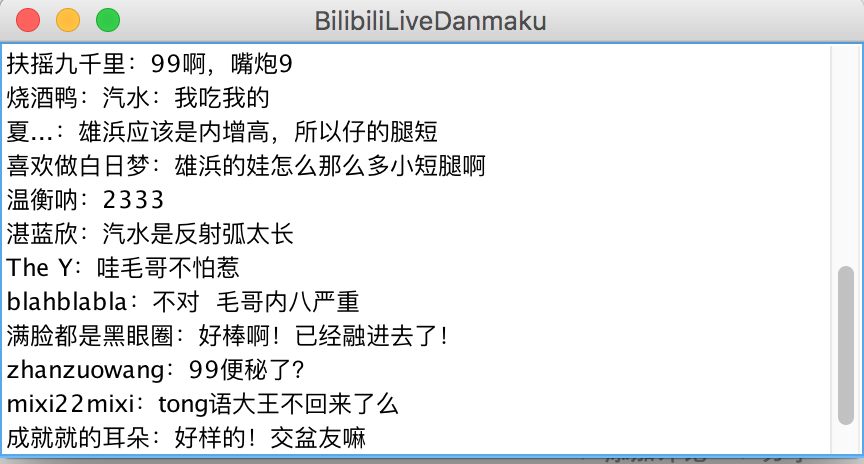 BilibiliLiveDanmaku
扶摇九千里：99啊，嘴炮9
烧酒鸭：汽水：我吃我的
夏...：雄浜应该是内增高，所以仔的腿短
喜欢做白日梦：雄浜的娃怎么那么多小短腿啊
温衡呐：2333
湛蓝欣：汽水是反射弧太长
The Y：哇毛哥不怕惹
blahblabla：不对 毛哥内八严重
满脸都是黑眼圈：好棒啊！已经融进去了！
zhanzuowang：99便秘了？
mixi22mixi：tong语大王不回来了么
成就就的耳朵：好样的！交盆友嘛